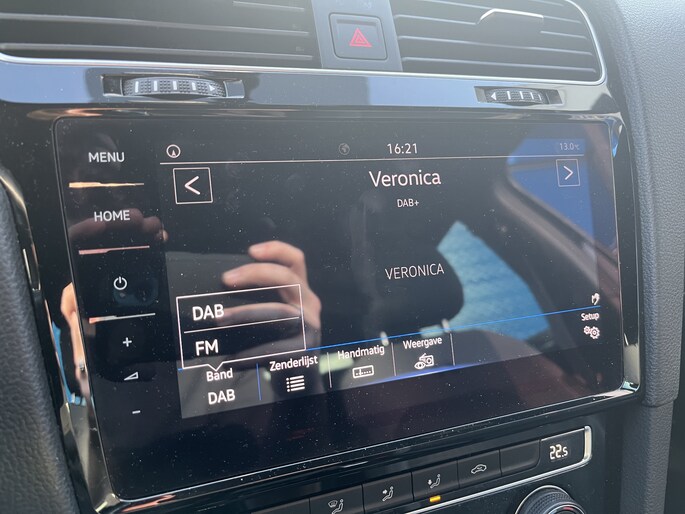 MENU
HOME
+
-
16:21
13.0°C
<
Veronica
>
DAB+
VERONICA
DAB
FM
Band
DAB
Zenderlijst
Handmatig
Weergave
Setup
22.5